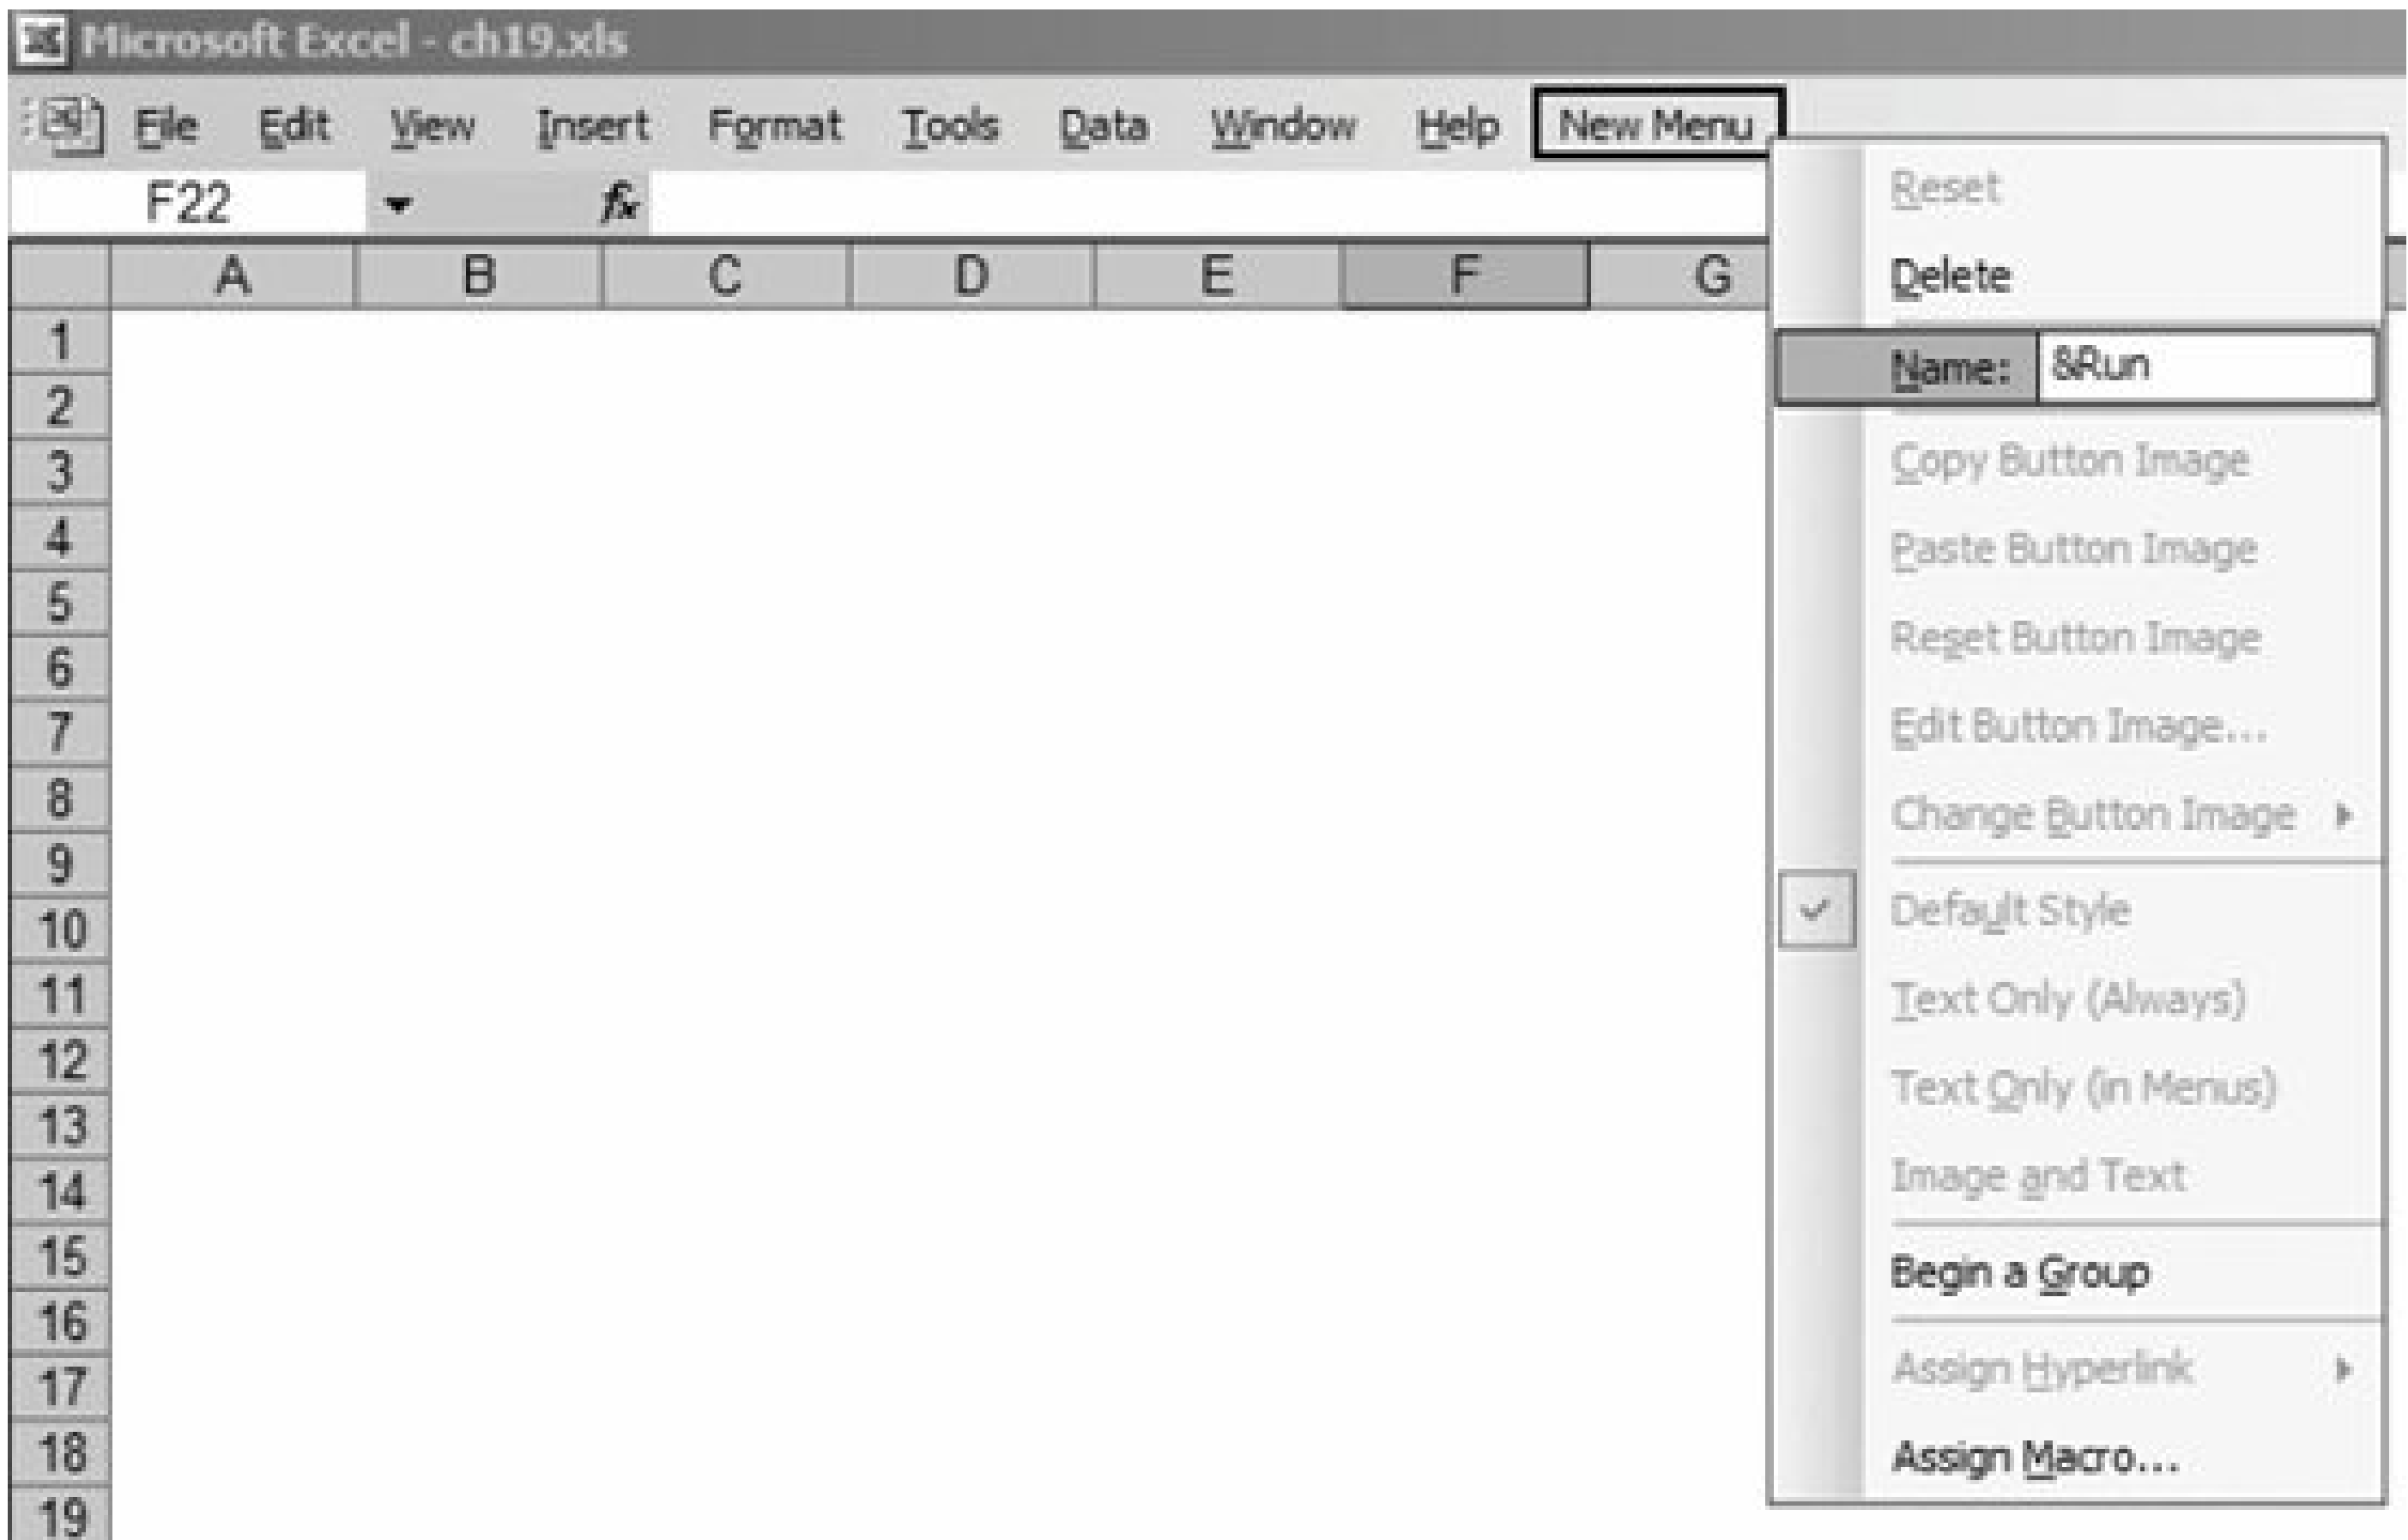 Microsoft Excel - ch19.xls
File Edit View Insert Format Tools Data Window Help New Menu
F22 fx
A B C D E F G
Reset
Delete
Name: &Run
Copy Button Image
Paste Button Image
Reset Button Image
Edit Button Image...
Change Button Image
Default Style
Text Only (Always)
Text Only (in Menus)
Image and Text
Begin a Group
Assign Hyperlink
Assign Macro...
1
2
3
4
5
6
7
8
9
10
11
12
13
14
15
16
17
18
19